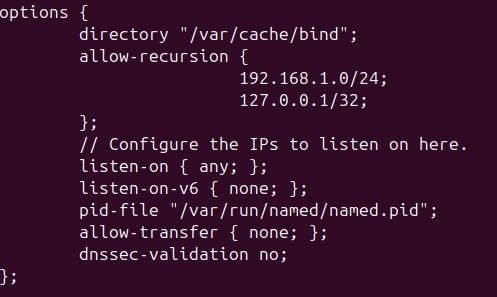 options {
directory "/var/cache/bind";
allow-recursion {
192.168.1.0/24;
127.0.0.1/32;
};
// Configure the IPs to listen on here.
listen-on { any; };
listen-on-v6 { none; };
pid-file "/var/run/named/named.pid";
allow-transfer { none; };
dnssec-validation no;
};